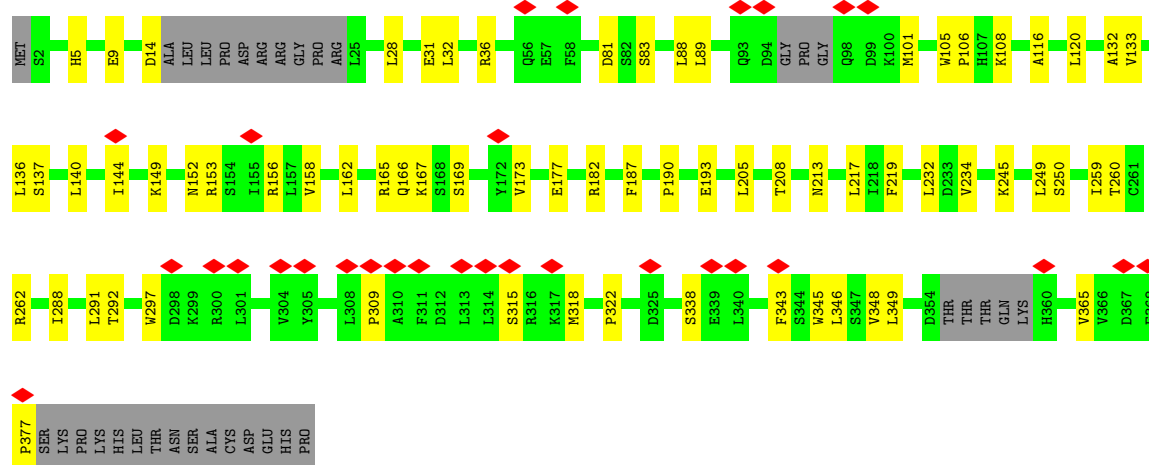 MET S2 H5 E9 D14 ALA LEU LEU PRO ASP ARG ARG GLY PRO ARG L25 L28 E31 L32 R36 Q56 E57 F58 D81 S82 S83 L88 L89 Q93 D94 GLY PRO GLY Q98 D99 K100 M101 W105 P106 H107 K108 A116 L120 A132 V133
L136 S137 L140 I144 K149 N152 R153 S154 I155 R156 L157 V158 L162 R165 Q166 K167 S168 S169 Y172 V173 E177 R182 F187 P190 E193 L205 T208 N213 L217 I218 F219 L232 D233 V234 K245 L249 S250 I259 T260 C261
R262 I288 L291 T292 W297 D298 K299 R300 L301 V304 Y305 L308 P309 A310 F311 D312 L313 L314 S315 R316 K317 M318 P322 D325 S338 E339 L340 F343 S344 W345 L346 S347 V348 L349 D354 THR THR THR GLN LYS H360 V365 V366 D367
P377 SER LYS PRO LYS HIS LEU THR ASN SER ALA CYS ASP GLU HIS PRO